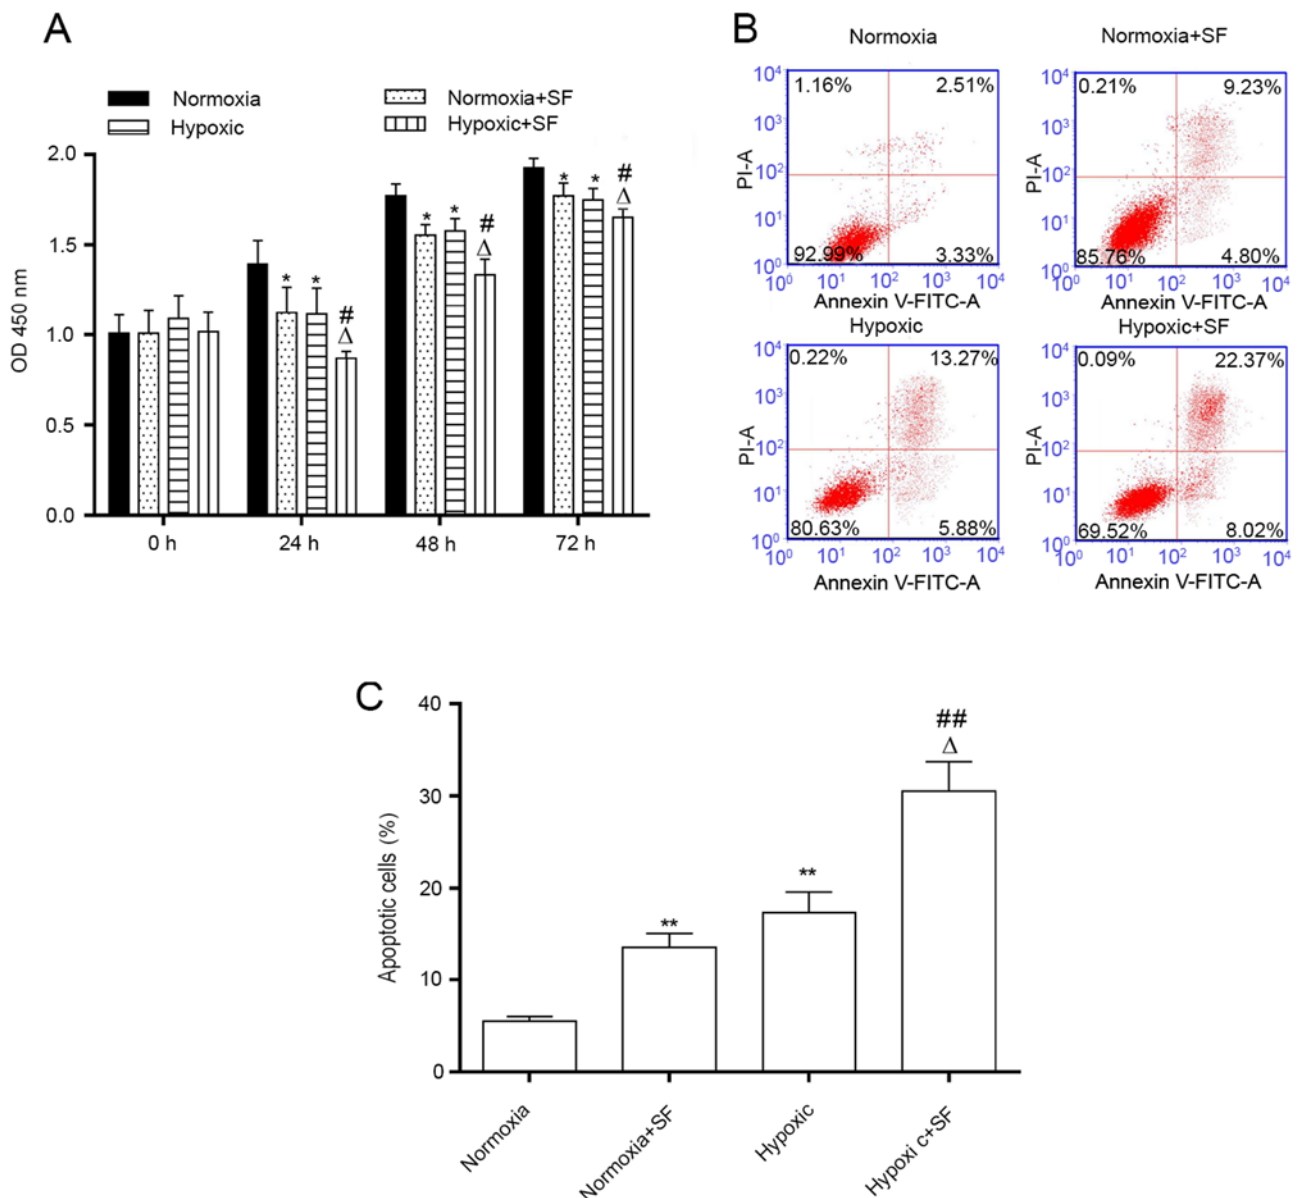 A
Normoxia
Normoxia+SF
Hypoxic
Hypoxic+SF
OD 450 nm
2.0
1.5
1.0
0.5
0.0
* * # Δ
* * # Δ
* * # Δ
0 h 24 h 48 h 72 h
B
Normoxia
PI-A
10⁴
10³
10²
10¹
10⁰
1.16% 2.51%
92.99% 3.33%
10⁰ 10¹ 10² 10³ 10⁴
Annexin V-FITC-A
Normoxia+SF
PI-A
10⁴
10³
10²
10¹
10⁰
0.21% 9.23%
85.76% 4.80%
10⁰ 10¹ 10² 10³ 10⁴
Annexin V-FITC-A
Hypoxic
PI-A
10⁴
10³
10²
10¹
10⁰
0.22% 13.27%
80.63% 5.88%
10⁰ 10¹ 10² 10³ 10⁴
Annexin V-FITC-A
Hypoxic+SF
PI-A
10⁴
10³
10²
10¹
10⁰
0.09% 22.37%
69.52% 8.02%
10⁰ 10¹ 10² 10³ 10⁴
Annexin V-FITC-A
C
Apoptotic cells (%)
40
30
20
10
0
**
**
##
Δ
Normoxia
Normoxia+SF
Hypoxic
Hypoxi c+SF